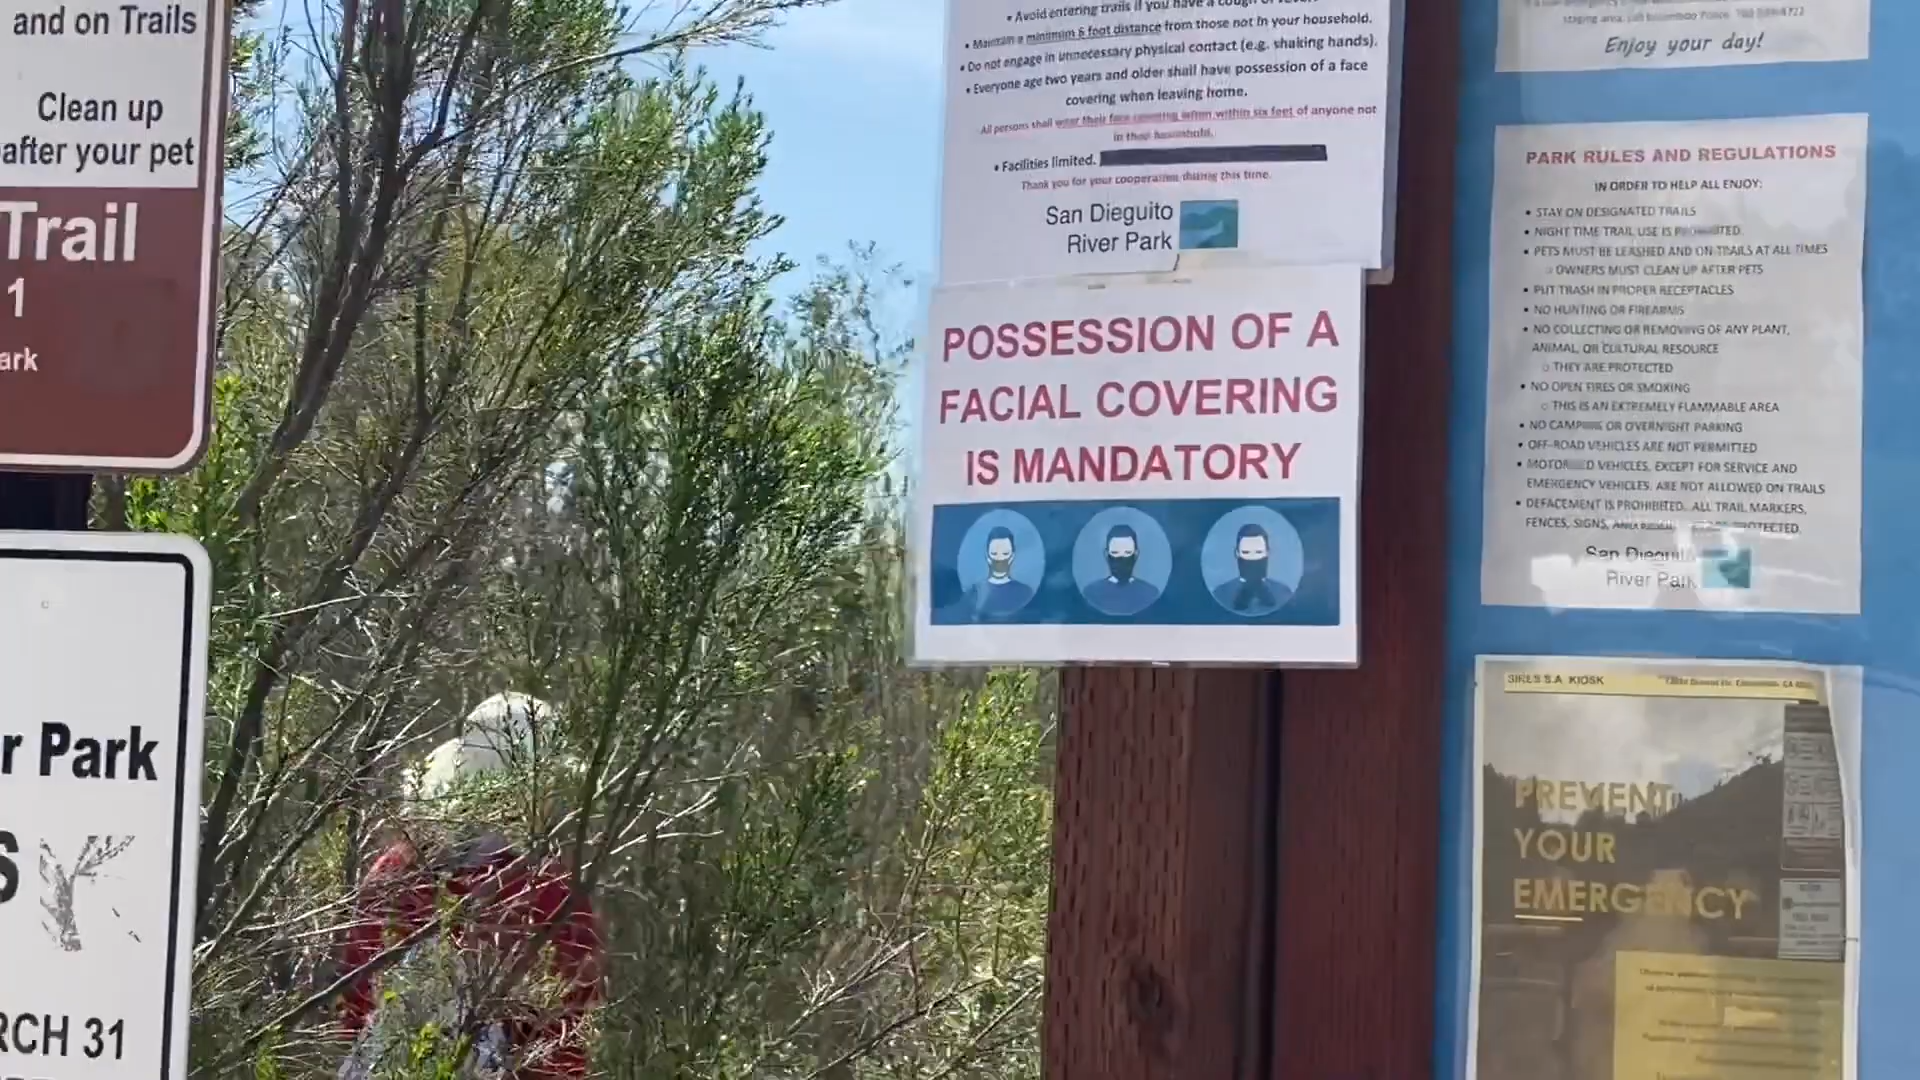 and on Trails
Clean up
after your pet
Trail
1
ark
r Park
S
RCH 31
• Avoid entering trails if you have a cough or
• Maintain a minimum 6 foot distance from those not in your household.
• Do not engage in unnecessary physical contact (e.g. shaking hands).
• Everyone age two years and older shall have possession of a face
covering when leaving home.
All persons shall wear their face covering when within six feet of anyone not
in their household.
• Facilities limited.
Thank you for your cooperation during this time.
San Dieguito
River Park
POSSESSION OF A
FACIAL COVERING
IS MANDATORY
Enjoy your day!
PARK RULES AND REGULATIONS
IN ORDER TO HELP ALL ENJOY:
• STAY ON DESIGNATED TRAILS
• NIGHT TIME TRAIL USE IS PROHIBITED
• PETS MUST BE LEASHED AND ON TRAILS AT ALL TIMES
○ OWNERS MUST CLEAN UP AFTER PETS
• PUT TRASH IN PROPER RECEPTACLES
• NO HUNTING OR FIREARMS
• NO COLLECTING OR REMOVING OF ANY PLANT,
ANIMAL, OR CULTURAL RESOURCE
○ THEY ARE PROTECTED
• NO OPEN FIRES OR SMOKING
○ THIS IS AN EXTREMELY FLAMMABLE AREA
• NO CAMPING OR OVERNIGHT PARKING
• OFF-ROAD VEHICLES ARE NOT PERMITTED
• MOTORIZED VEHICLES, EXCEPT FOR SERVICE AND
EMERGENCY VEHICLES, ARE NOT ALLOWED ON TRAILS
• DEFACEMENT IS PROHIBITED. ALL TRAIL MARKERS,
FENCES, SIGNS, AND PROTECTED.
San Dieguito
River Park
KIOSK
PREVENT
YOUR
EMERGENCY